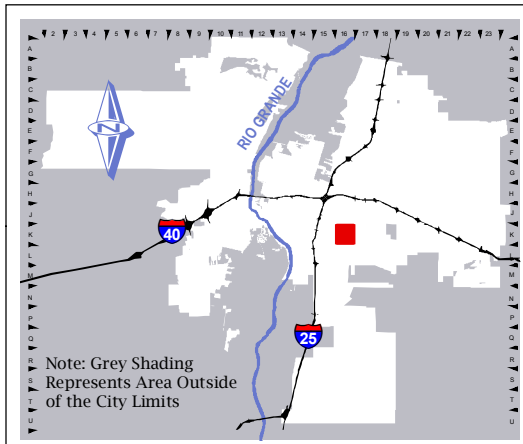 2 3 4 5 6 7 8 9 10 11 12 13 14 15 16 17 18 19 20 21 22 23
A A
B B
C C
D D
E E
F F
G G
H H
J J
K K
L L
M M
N N
P P
Q Q
R R
S S
T T
U U
RIO GRANDE
N
40
25
Note: Grey Shading
Represents Area Outside
of the City Limits